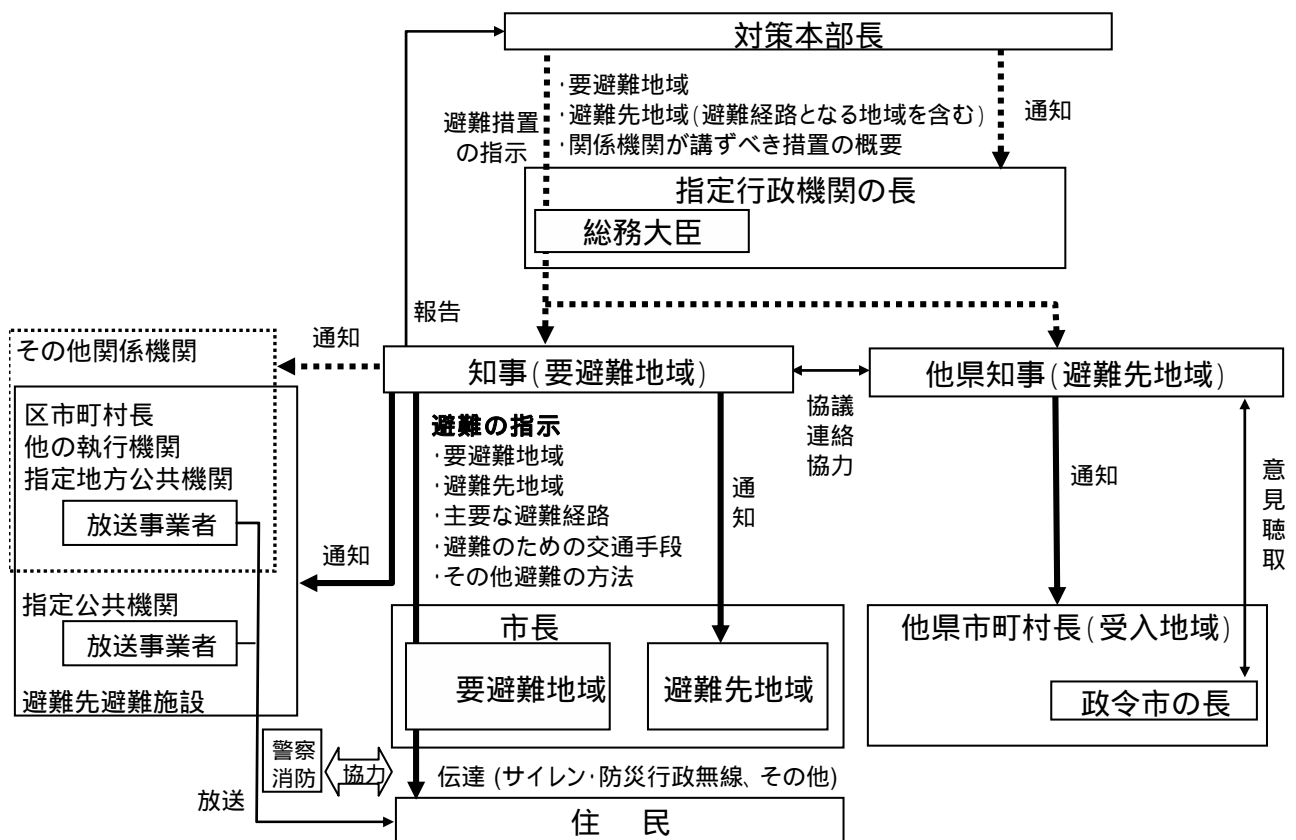 対策本部長
避難措置
の指示
・要避難地域
・避難先地域(避難経路となる地域を含む)
・関係機関が講ずべき措置の概要
通知
指定行政機関の長
総務大臣
報告
その他関係機関
通知
知事(要避難地域)
協議
連絡
協力
他県知事(避難先地域)
区市町村長
他の執行機関
指定地方公共機関
放送事業者
通知
避難の指示
・要避難地域
・避難先地域
・主要な避難経路
・避難のための交通手段
・その他避難の方法
通知
通知
意見聴取
指定公共機関
放送事業者
避難先避難施設
市長
要避難地域
避難先地域
他県市町村長(受入地域)
政令市の長
警察
消防
協力
伝達 (サイレン・防災行政無線、その他)
放送
住 民